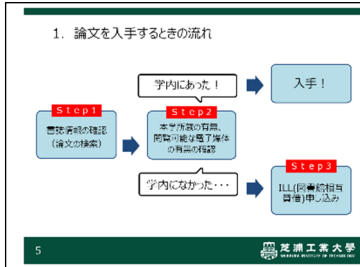 1. 論文を入手するときの流れ
学内にあった！
入手！
Step1
書誌情報の確認
（論文の検索）
Step2
本学所蔵の有無、
閲覧可能な電子媒体
の有無の確認
学内になかった・・・
Step3
ILL(図書館相互
貸借)申し込み
5
芝浦工業大学
SHIBAURA INSTITUTE OF TECHNOLOGY